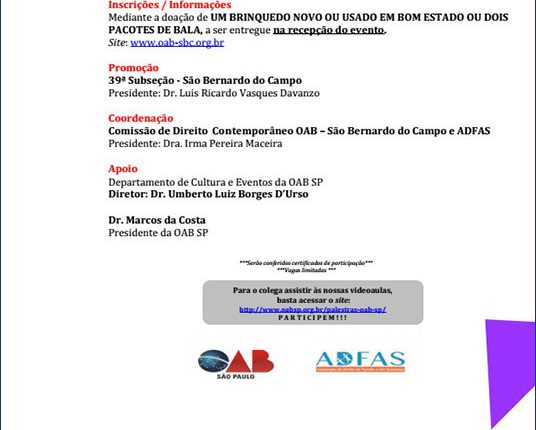 Inscrições / Informações
Mediante a doação de UM BRINQUEDO NOVO OU USADO EM BOM ESTADO OU DOIS
PACOTES DE BALA, a ser entregue na recepção do evento.
Site: www.oab-sbc.org.br
Promoção
39ª Subseção - São Bernardo do Campo
Presidente: Dr. Luis Ricardo Vasques Davanzo
Coordenação
Comissão de Direito Contemporâneo OAB – São Bernardo do Campo e ADFAS
Presidente: Dra. Irma Pereira Maceira
Apoio
Departamento de Cultura e Eventos da OAB SP
Diretor: Dr. Umberto Luiz Borges D'Urso
Dr. Marcos da Costa
Presidente da OAB SP
***Serão conferidos certificados de participação***
***Vagas limitadas ***
Para o colega assistir às nossas videoaulas,
basta acessar o site:
http://www.oabsp.org.br/palestras-oab-sp/
P A R T I C I P E M ! ! !
OAB
SÃO PAULO
ADFAS